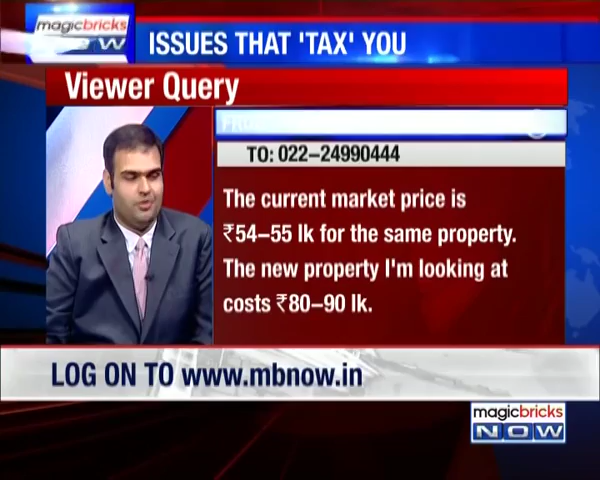 magicbricks
NOW
ISSUES THAT 'TAX' YOU
Viewer Query
TO: 022–24990444
The current market price is
₹54–55 lk for the same property.
The new property I'm looking at
costs ₹80–90 lk.
LOG ON TO www.mbnow.in
magicbricks
NOW